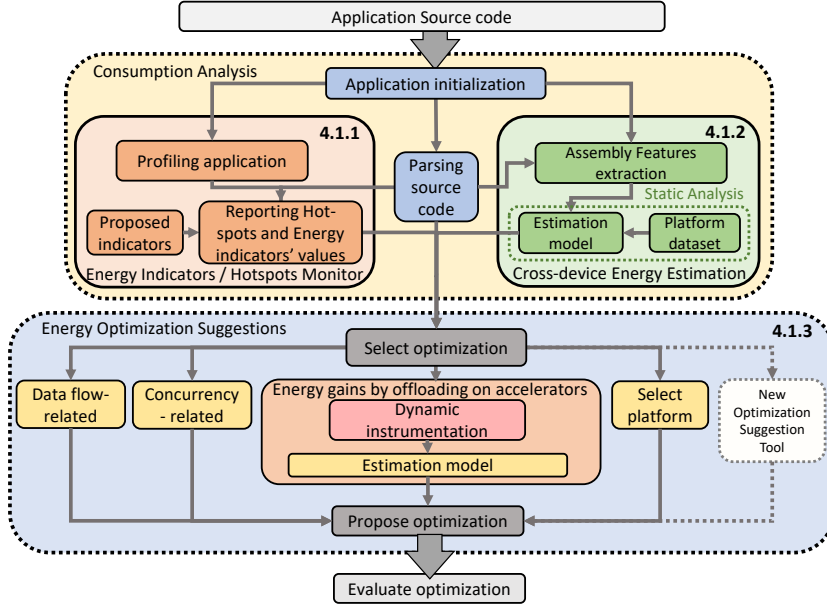 Application Source code
Consumption Analysis
Application initialization
4.1.1
4.1.2
Profiling application
Parsing
source
code
Assembly Features
extraction
Static Analysis
Proposed
indicators
Reporting Hot-
spots and Energy
indicators' values
Estimation
model
Platform
dataset
Energy Indicators / Hotspots Monitor
Cross-device Energy Estimation
Energy Optimization Suggestions
4.1.3
Select optimization
Data flow-
related
Concurrency
- related
Energy gains by offloading on accelerators
Dynamic
instrumentation
Estimation model
Select
platform
New
Optimization
Suggestion
Tool
Propose optimization
Evaluate optimization